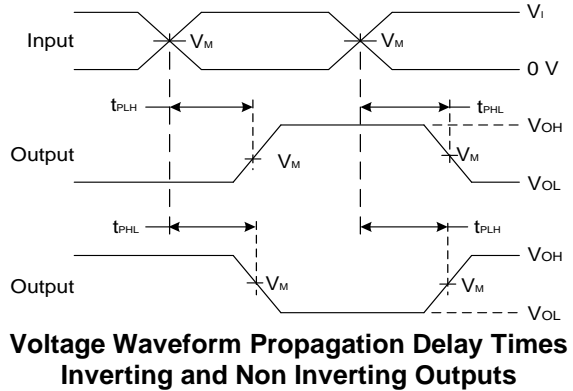 VI
Input
VM
VM
0 V
tPLH
tPHL
VOH
Output
VM
VM
VOL
tPHL
tPLH
VOH
Output
VM
VM
VOL
Voltage Waveform Propagation Delay Times
Inverting and Non Inverting Outputs